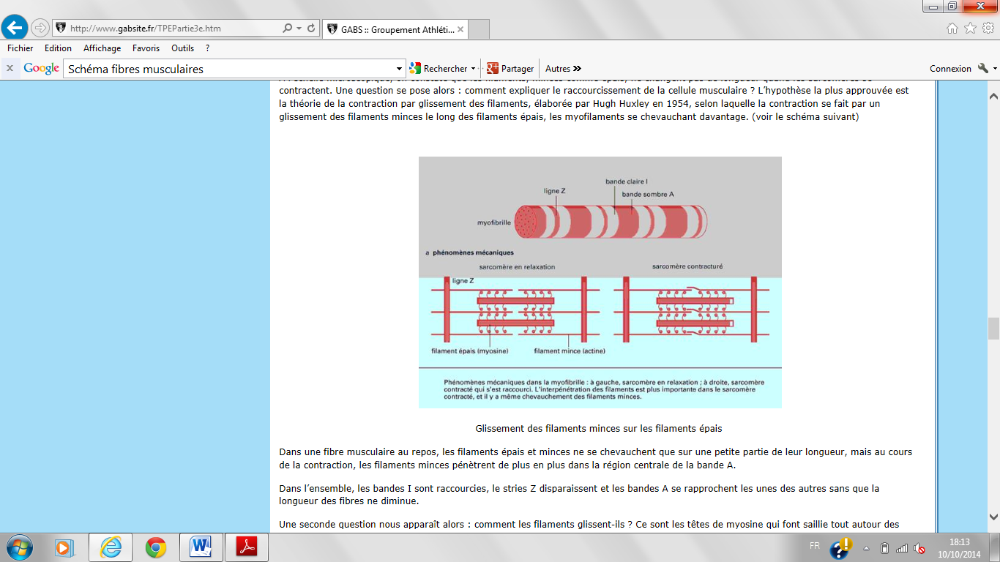 http://www.gabsite.fr/TPEPartie3e.htm
GABS :: Groupement Athléti...
Fichier Edition Affichage Favoris Outils ?
x Google Schéma fibres musculaires Rechercher Partager Autres Connexion
contractent. Une question se pose alors : comment expliquer le raccourcissement de la cellule musculaire ? L'hypothèse la plus approuvée est
la théorie de la contraction par glissement des filaments, élaborée par Hugh Huxley en 1954, selon laquelle la contraction se fait par un
glissement des filaments minces le long des filaments épais, les myofilaments se chevauchant davantage. (voir le schéma suivant)
bande claire I
ligne Z
bande sombre A
myofibrille
a phénomènes mécaniques
sarcomère en relaxation
sarcomère contracturé
ligne Z
filament épais (myosine)
filament mince (actine)
Phénomènes mécaniques dans la myofibrille : à gauche, sarcomère en relaxation ; à droite, sarcomère
contracté qui s'est raccourci. L'interpénétration des filaments est plus importante dans le sarcomère
contracté, et il y a même chevauchement des filaments minces.
Glissement des filaments minces sur les filaments épais
Dans une fibre musculaire au repos, les filaments épais et minces ne se chevauchent que sur une petite partie de leur longueur, mais au cours
de la contraction, les filaments minces pénètrent de plus en plus dans la région centrale de la bande A.
Dans l'ensemble, les bandes I sont raccourcies, le stries Z disparaissent et les bandes A se rapprochent les unes des autres sans que la
longueur des fibres ne diminue.
Une seconde question nous apparaît alors : comment les filaments glissent-ils ? Ce sont les têtes de myosine qui font saillie tout autour des
FR
18:13
10/10/2014